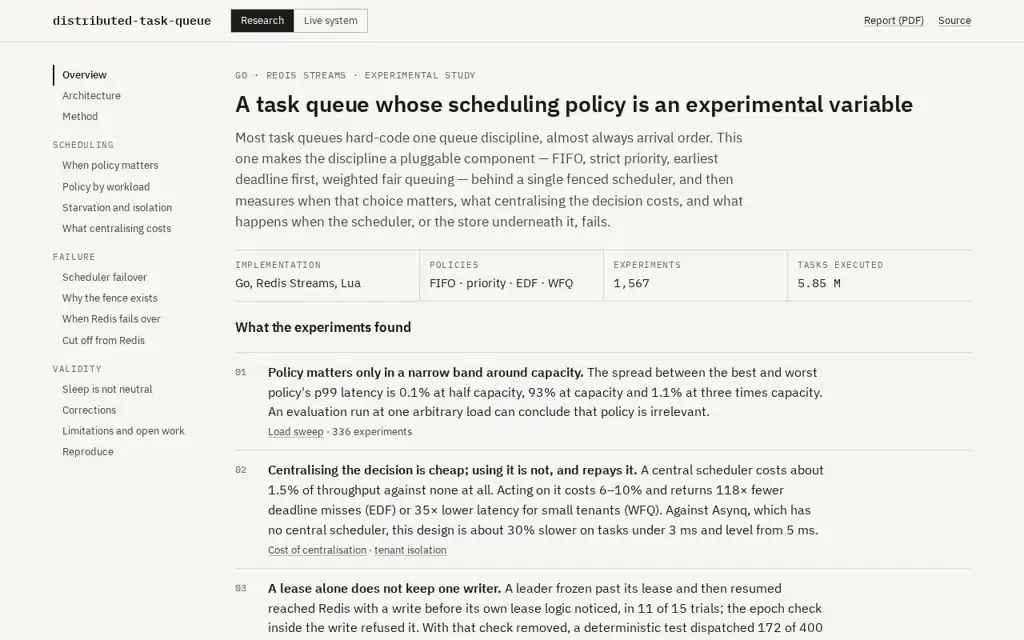 distributed-task-queue
Research
Live system
Report (PDF)
Source
Overview
Architecture
Method
SCHEDULING
When policy matters
Policy by workload
Starvation and isolation
What centralising costs
FAILURE
Scheduler failover
Why the fence exists
When Redis fails over
Cut off from Redis
VALIDITY
Sleep is not neutral
Corrections
Limitations and open work
Reproduce
GO · REDIS STREAMS · EXPERIMENTAL STUDY
A task queue whose scheduling policy is an experimental variable
Most task queues hard-code one queue discipline, almost always arrival order. This
one makes the discipline a pluggable component — FIFO, strict priority, earliest
deadline first, weighted fair queuing — behind a single fenced scheduler, and then
measures when that choice matters, what centralising the decision costs, and what
happens when the scheduler, or the store underneath it, fails.
IMPLEMENTATION
Go, Redis Streams, Lua
POLICIES
FIFO · priority · EDF · WFQ
EXPERIMENTS
1,567
TASKS EXECUTED
5.85 M
What the experiments found
01
Policy matters only in a narrow band around capacity. The spread between the best and worst
policy's p99 latency is 0.1% at half capacity, 93% at capacity and 1.1% at three times capacity.
An evaluation run at one arbitrary load can conclude that policy is irrelevant.
Load sweep · 336 experiments
02
Centralising the decision is cheap; using it is not, and repays it. A central scheduler costs about
1.5% of throughput against none at all. Acting on it costs 6–10% and returns 118× fewer
deadline misses (EDF) or 35× lower latency for small tenants (WFQ). Against Asynq, which has
no central scheduler, this design is about 30% slower on tasks under 3 ms and level from 5 ms.
Cost of centralisation · tenant isolation
03
A lease alone does not keep one writer. A leader frozen past its lease and then resumed
reached Redis with a write before its own lease logic noticed, in 11 of 15 trials; the epoch check
inside the write refused it. With that check removed, a deterministic test dispatched 172 of 400